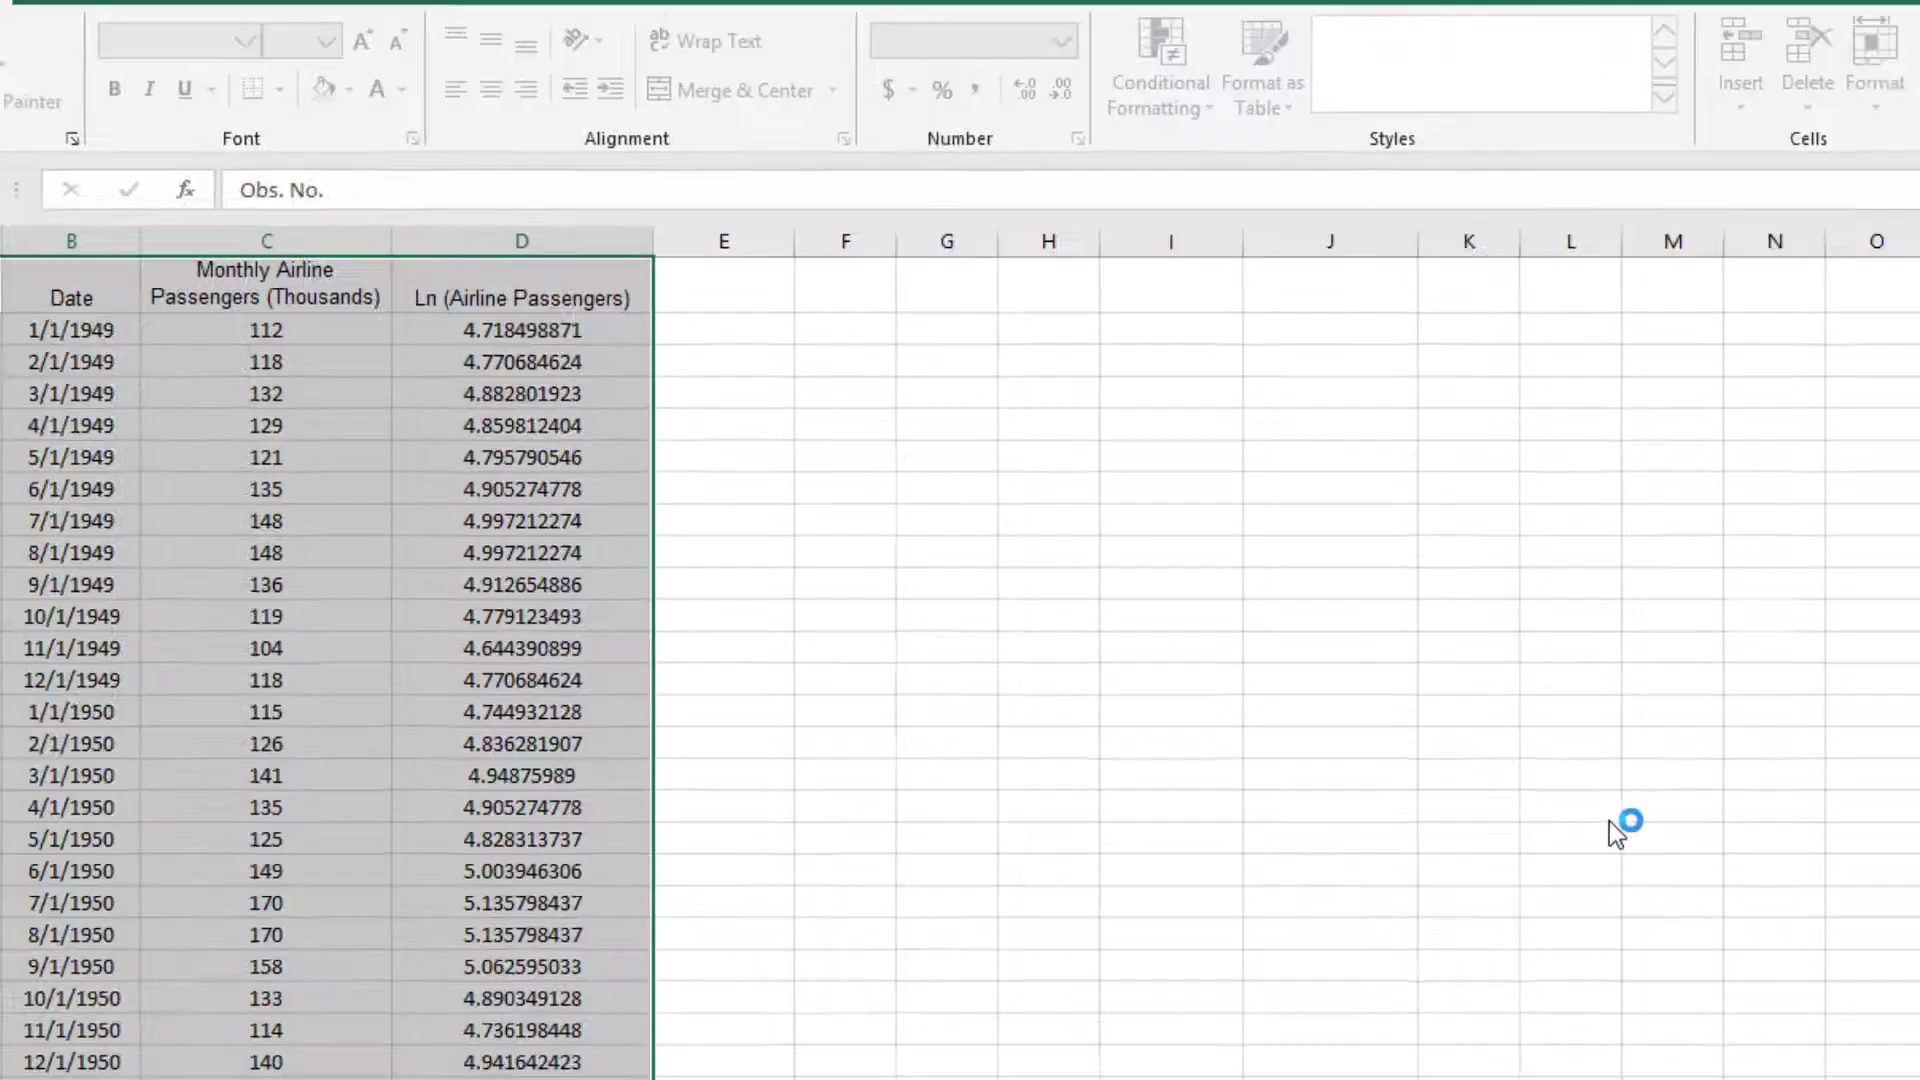 Wrap Text
Merge & Center
Conditional Formatting
Format as Table
Insert
Delete
Format
Painter
B I U
A
$ % ,
Font
Alignment
Number
Styles
Cells
fx
Obs. No.
B C D E F G H I J K L M N O
Date Monthly Airline Passengers (Thousands) Ln (Airline Passengers)
1/1/1949 112 4.718498871
2/1/1949 118 4.770684624
3/1/1949 132 4.882801923
4/1/1949 129 4.859812404
5/1/1949 121 4.795790546
6/1/1949 135 4.905274778
7/1/1949 148 4.997212274
8/1/1949 148 4.997212274
9/1/1949 136 4.912654886
10/1/1949 119 4.779123493
11/1/1949 104 4.644390899
12/1/1949 118 4.770684624
1/1/1950 115 4.744932128
2/1/1950 126 4.836281907
3/1/1950 141 4.94875989
4/1/1950 135 4.905274778
5/1/1950 125 4.828313737
6/1/1950 149 5.003946306
7/1/1950 170 5.135798437
8/1/1950 170 5.135798437
9/1/1950 158 5.062595033
10/1/1950 133 4.890349128
11/1/1950 114 4.736198448
12/1/1950 140 4.941642423